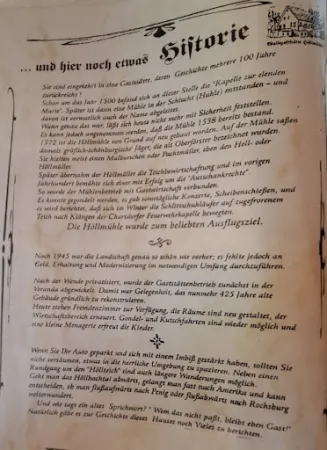 ... und hier noch etwas Historie
Sie sind eingekehrt in eine Gaststätte, deren Geschichte mehrere 100 Jahre
zurückreicht!
Schon um das Jahr 1300 befand sich an dieser Stelle die "Kapelle zur elenden
Marie". Später ist dann eine Mühle in der Schlucht (Huhle) entstanden - und
davon ist vermutlich auch der Name abgeleitet.
Wann genau das war, läßt sich heute nicht mehr mit Sicherheit feststellen.
Es kann jedoch angenommen werden, daß die Mühle 1538 bereits bestand.
1572 ist die Höllmühle von Grund auf neu gebaut worden. Auf der Mühle saßen
damals gräflich-schönburgische Jäger, die als Oberförster bezeichnet wurden.
Sie hielten meist einen Mühlburschen oder Pachtmüller, eben den Hell- oder
Höllmüller.
Später übernahm der Höllmüller die Teichbewirtschaftung und im vorigen
Jahrhundert bemühte sich einer mit Erfolg um die "Ausschankrechte".
So wurde der Mühlenbetrieb mit Gastwirtschaft verbunden.
Es konnte gegendelt werden, es gab sonntägliche Konzerte, Scheibenschießen, und
es wird berichtet, daß sich im Winter die Schlittschuhläufer auf zugefrorenem
Teich nach Klängen der Chursdorfer Feuerwehrkapelle bewegten.
Die Höllmühle wurde zum beliebten Ausflugsziel.
Nach 1945 war die Landschaft genau so schön wie vorher; es fehlte jedoch an
Geld, Erhaltung und Modernisierung im notwendigen Umfang durchzuführen.
Nach der Wende privatisiert, wurde der Gaststättenbetrieb zunächst in der
Veranda abgewickelt. Damit war Gelegenheit, das nunmehr 425 Jahre alte
Gebäude gründlich zu rekonstruieren.
Heute stehen Fremdenzimmer zur Verfügung, die Räume sind neu gestaltet, der
Wirtschaftsbereich erneuert. Gondel- und Kutschfahrten sind wieder möglich und
eine kleine Menagerie erfreut die Kinder.
Wenn Sie Ihr Auto geparkt und sich mit einem Imbiß gestärkt haben, sollten Sie
nicht versäumen, etwas in die herrliche Umgebung zu spazieren. Neben einem
Rundgang um den "Höllteich" sind auch längere Wanderungen möglich.
Geht man das Höllbachtal abwärts, gelangt man fast nach Amerika und kann
entscheiden, ob man flußaufwärts nach Penig oder flußabwärts nach Rochsburg
weiterwandert.
Und wie sagt ein altes Sprichwort? " Wem das nicht paßt, bleibt eben Gast!"
Natürlich gäbe es zur Geschichte dieses Hauses noch Vieles zu berichten.